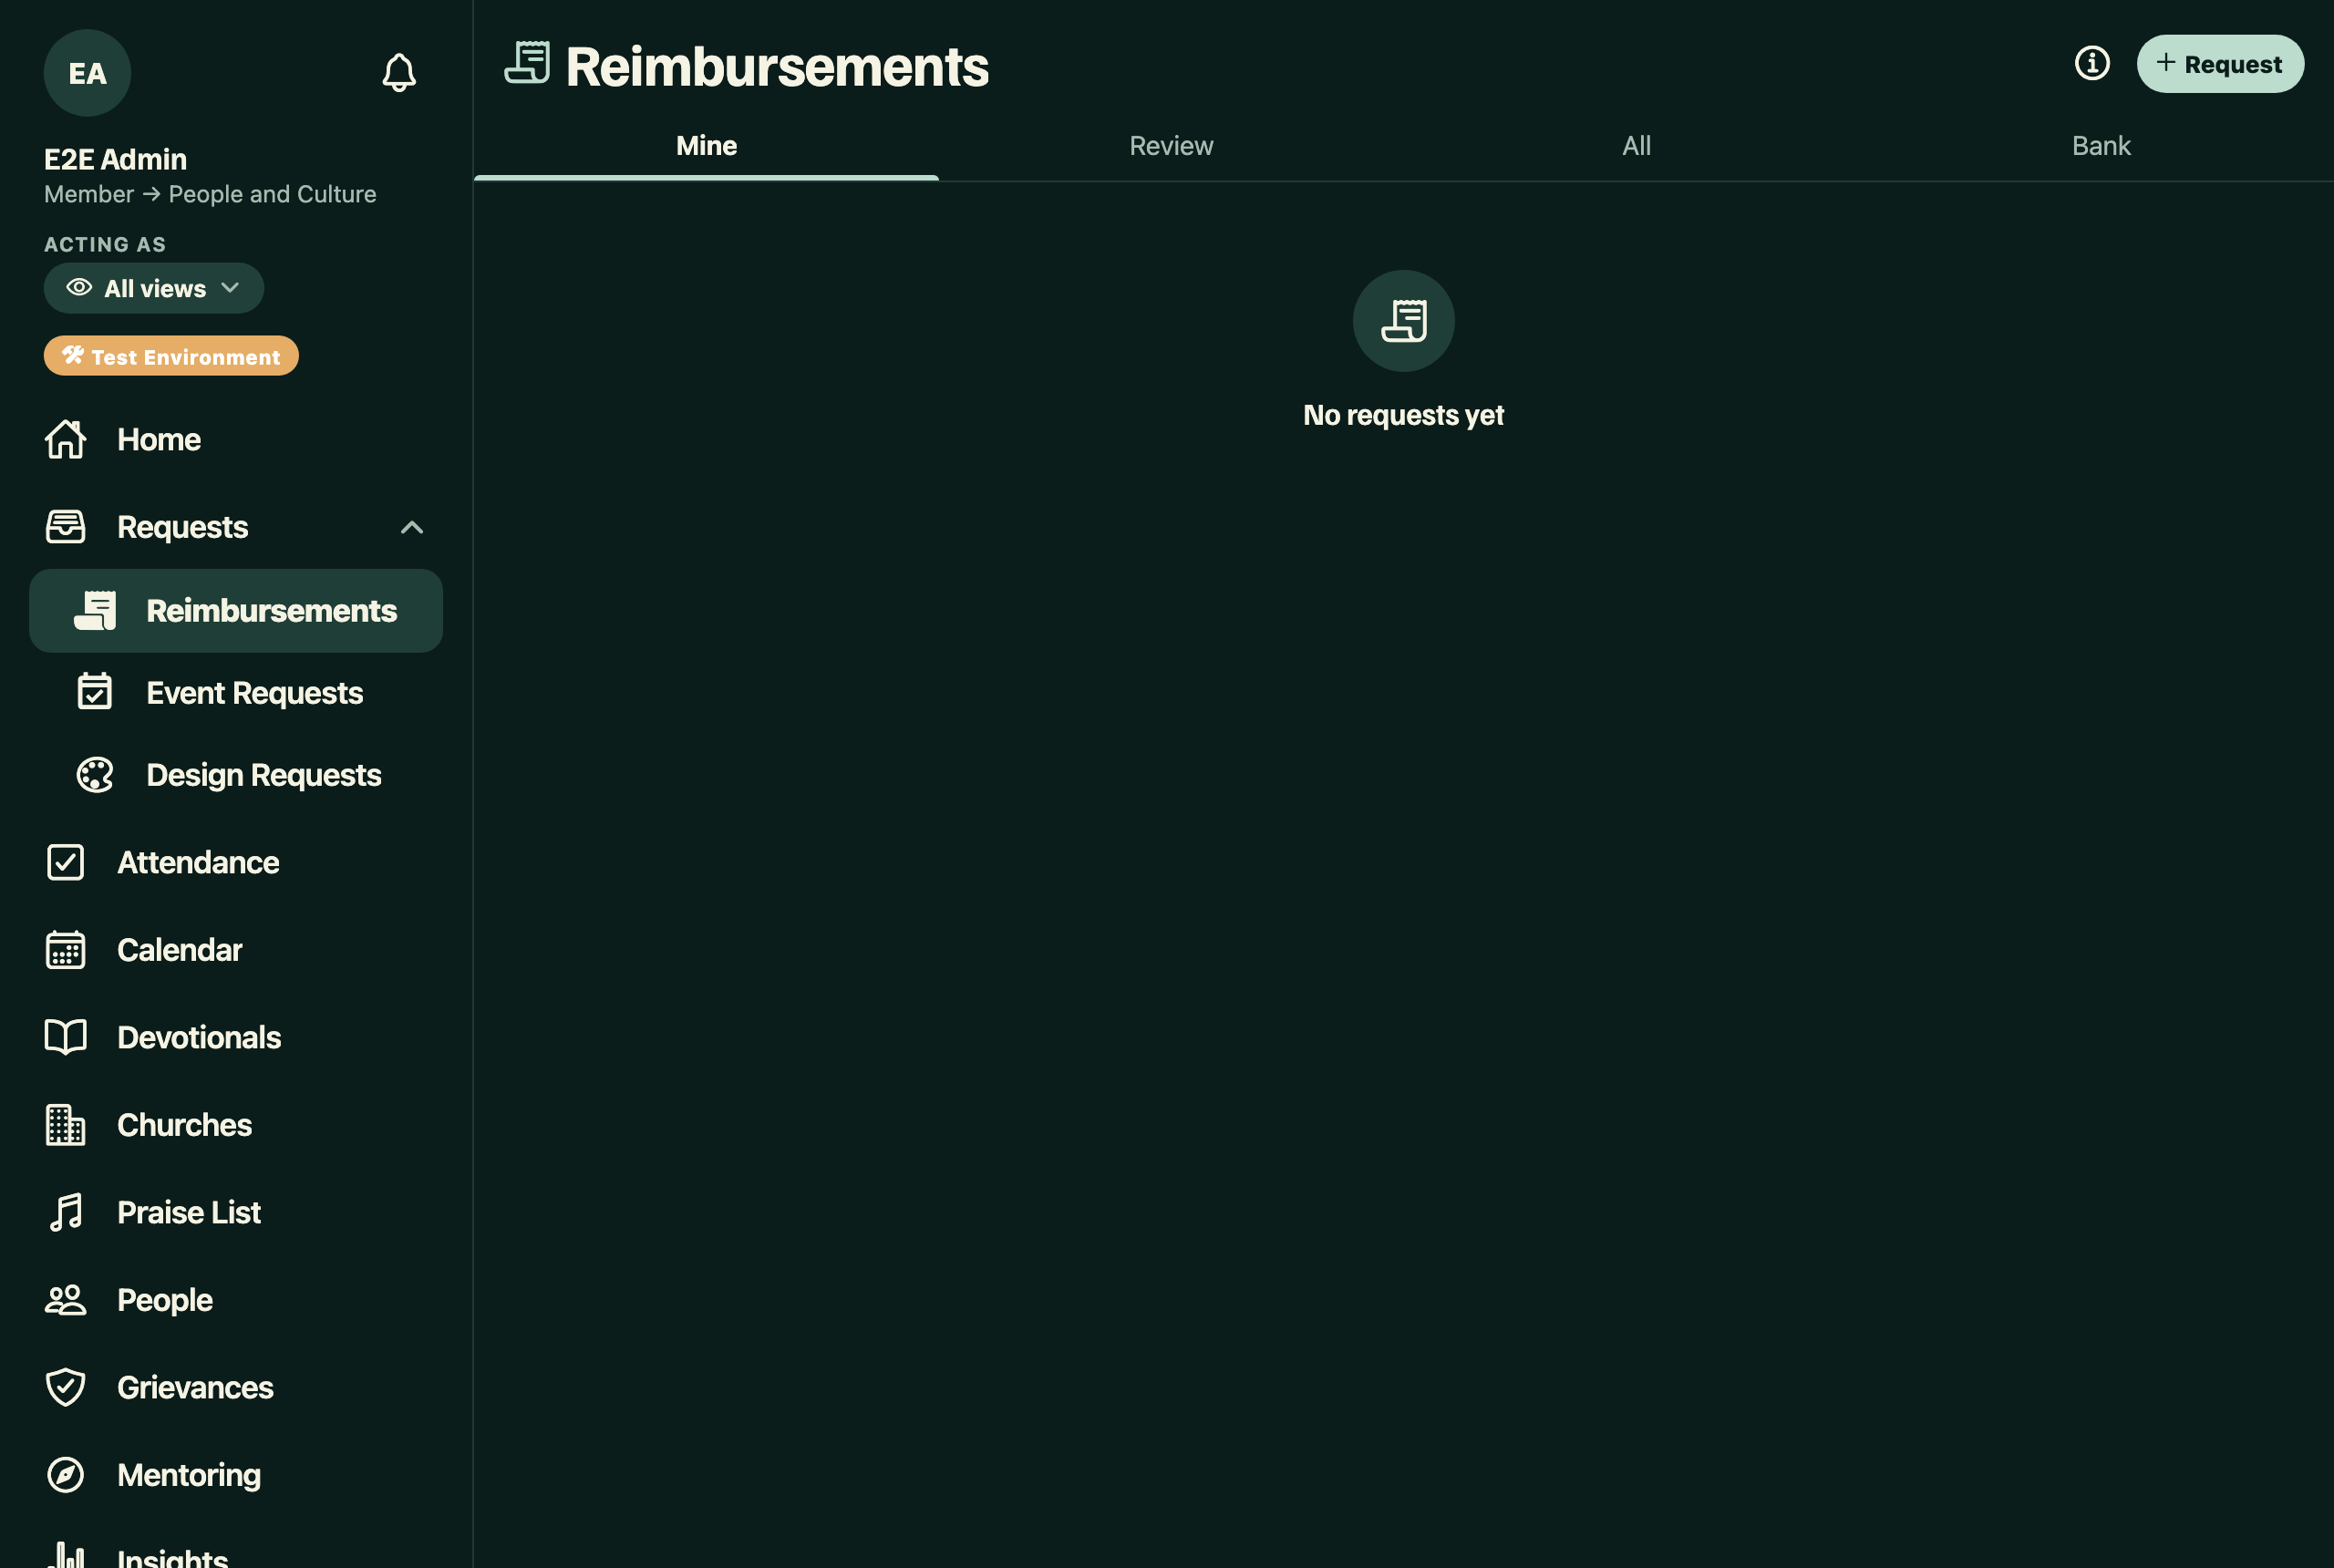 EA
E2E Admin
Member → People and Culture
ACTING AS
All views
🛠 Test Environment
Home
Requests
Reimbursements
Event Requests
Design Requests
Attendance
Calendar
Devotionals
Churches
Praise List
People
Grievances
Mentoring
Insights
Reimbursements
+ Request
Mine
Review
All
Bank
No requests yet